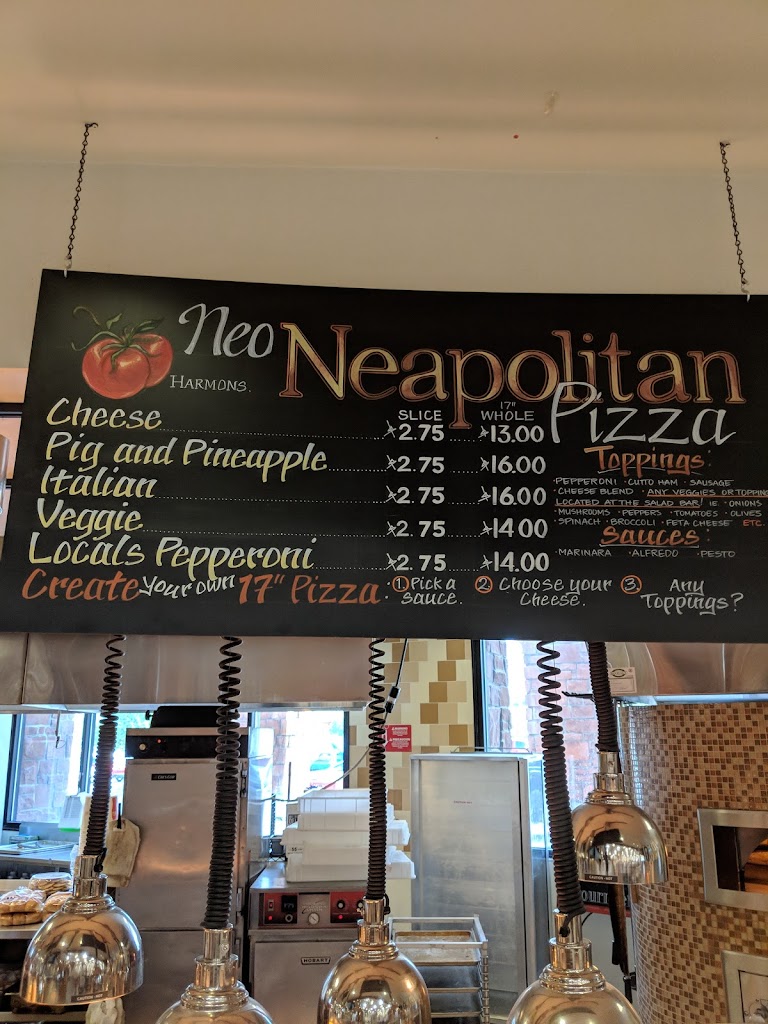 Neo Neapolitan
HARMONS.
Pizza
SLICE 17" WHOLE
Cheese 2.75 13.00
Pig and Pineapple 2.75 16.00
Italian 2.75 16.00
Veggie 2.75 14.00
Locals Pepperoni 2.75 14.00
Toppings:
· PEPPERONI · CUTTO HAM · SAUSAGE
· CHEESE BLEND · ANY VEGGIES OR TOPPING
LOCATED AT THE SALAD BAR! IE · ONIONS
· MUSHROOMS · PEPPERS · TOMATOES · OLIVES
· SPINACH · BROCCOLI · FETA CHEESE ETC.
Sauces:
· MARINARA · ALFREDO · PESTO
Create your own 17" Pizza: 1. Pick a Sauce. 2. Choose your Cheese. 3. Any Toppings?
HOBART